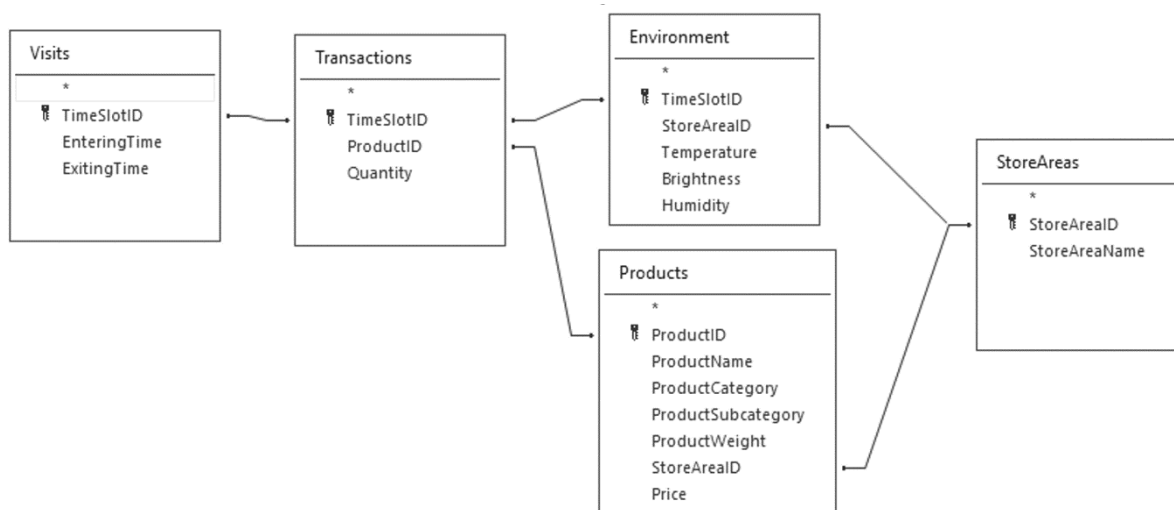 Visits
*
TimeSlotID
EnteringTime
ExitingTime
Transactions
*
TimeSlotID
ProductID
Quantity
Environment
*
TimeSlotID
StoreAreaID
Temperature
Brightness
Humidity
Products
*
ProductID
ProductName
ProductCategory
ProductSubcategory
ProductWeight
StoreAreaID
Price
StoreAreas
*
StoreAreaID
StoreAreaName